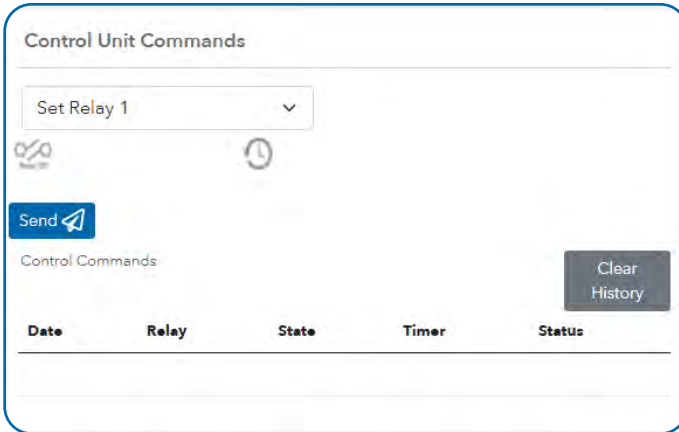 Control Unit Commands
Set Relay 1
Send
Control Commands
Clear
History
Date Relay State Timer Status